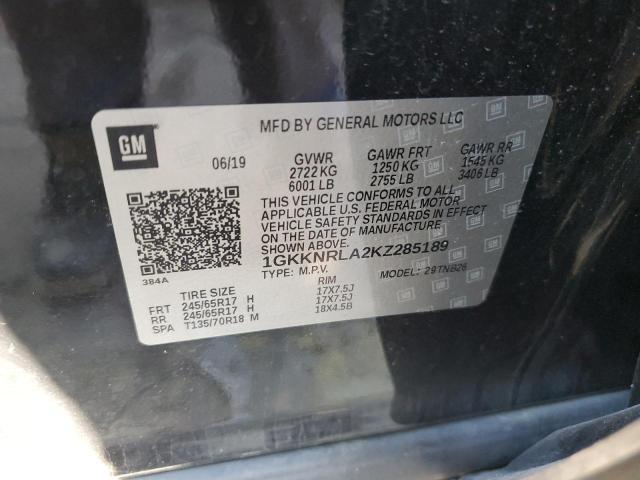 GM
MFD BY GENERAL MOTORS LLC
06/19 GVWR GAWR FRT GAWR RR
2722 KG 1250 KG 1545 KG
6001 LB 2755 LB 3406 LB
THIS VEHICLE CONFORMS TO ALL
APPLICABLE U.S. FEDERAL MOTOR
VEHICLE SAFETY STANDARDS IN EFFECT
ON THE DATE OF MANUFACTURE
SHOWN ABOVE.
1GKKNRLA2KZ285189
TYPE: M.P.V. MODEL: 29TNB26
384A
TIRE SIZE RIM
FRT 245/65R17 H 17X7.5J
RR 245/65R17 H 17X7.5J
SPA T135/70R18 M 18X4.5B